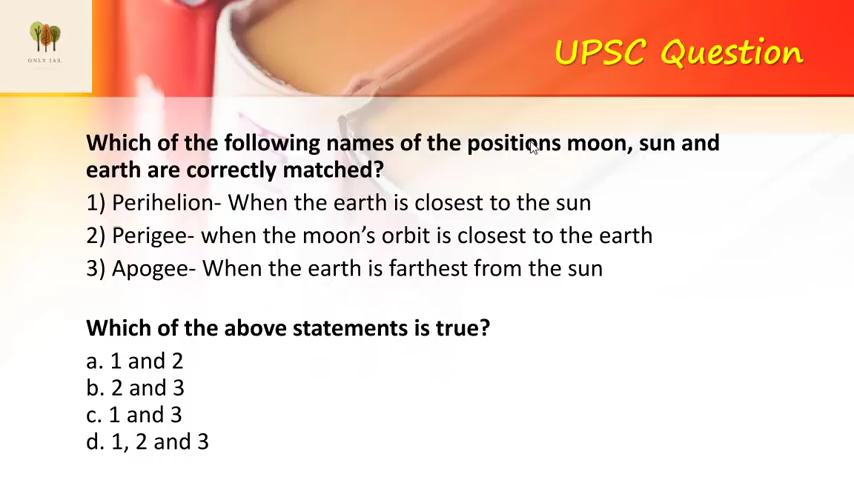 ONLY IAS
UPSC Question
Which of the following names of the positions moon, sun and
earth are correctly matched?
1) Perihelion- When the earth is closest to the sun
2) Perigee- when the moon’s orbit is closest to the earth
3) Apogee- When the earth is farthest from the sun
Which of the above statements is true?
a. 1 and 2
b. 2 and 3
c. 1 and 3
d. 1, 2 and 3